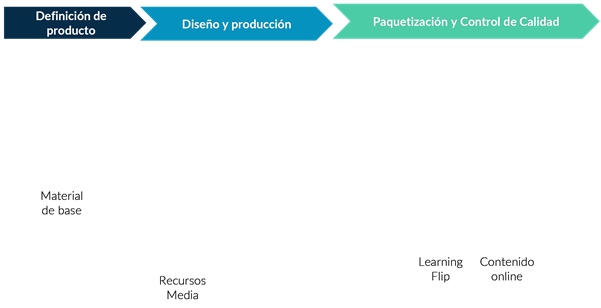 Definición de
producto
Diseño y producción
Paquetización y Control de Calidad
Material
de base
Learning
Flip
Contenido
online
Recursos
Media